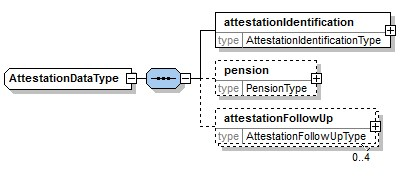 attestationIdentification
type AttestationIdentificationType
AttestationDataType
pension
type PensionType
attestationFollowUp
type AttestationFollowUpType
0..4